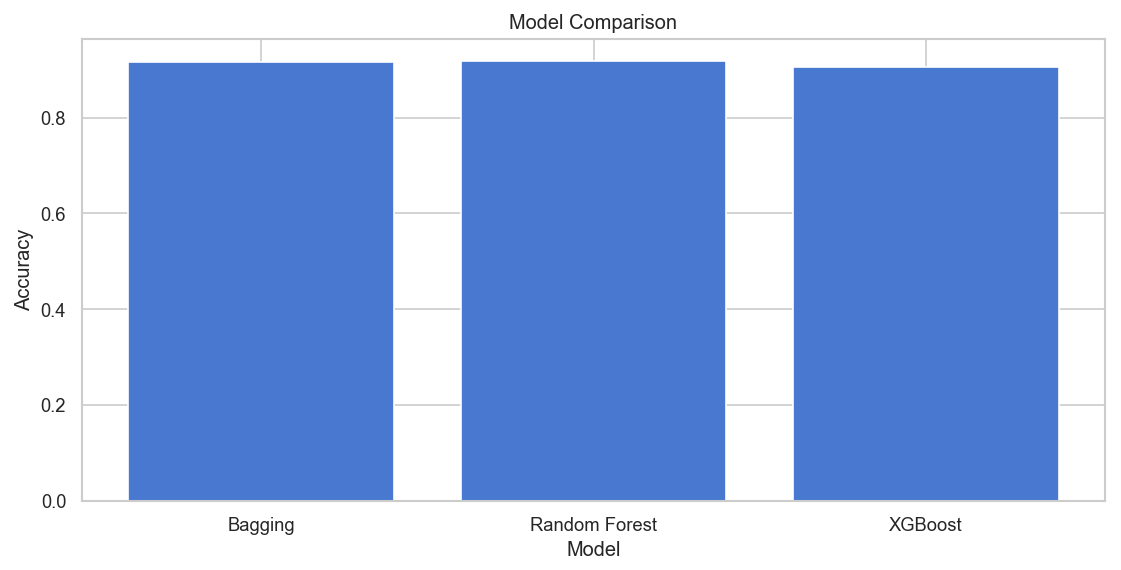 Model Comparison
Accuracy
0.8
0.6
0.4
0.2
0.0
Bagging
Random Forest
XGBoost
Model